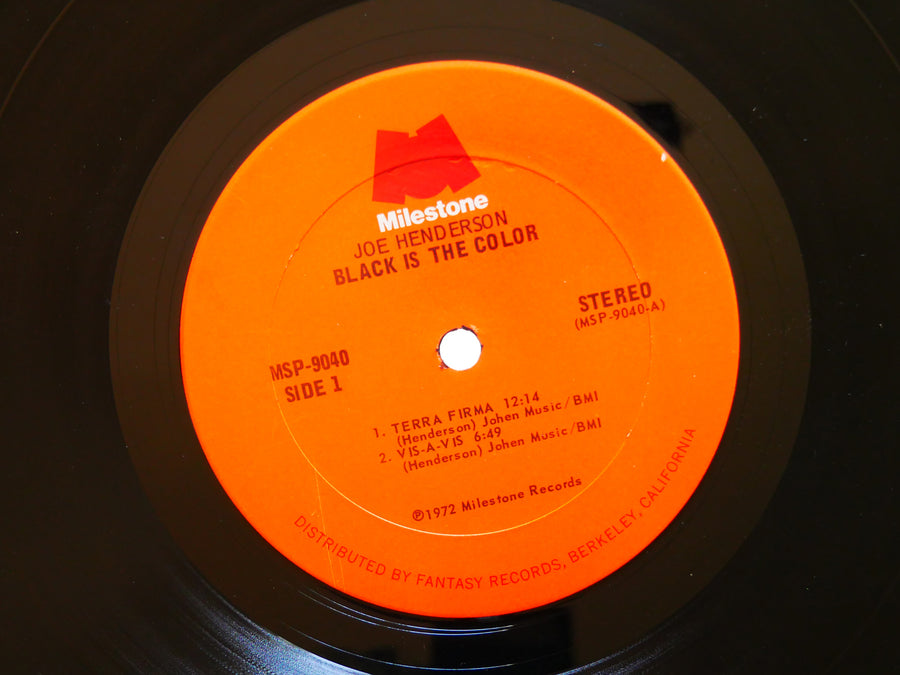 Milestone
JOE HENDERSON
BLACK IS THE COLOR
STEREO
(MSP-9040-A)
MSP-9040
SIDE 1
1. TERRA FIRMA 12:14
(Henderson) Johen Music/BMI
2. VIS-A-VIS 6:49
(Henderson) Johen Music/BMI
℗1972 Milestone Records
DISTRIBUTED BY FANTASY RECORDS, BERKELEY, CALIFORNIA